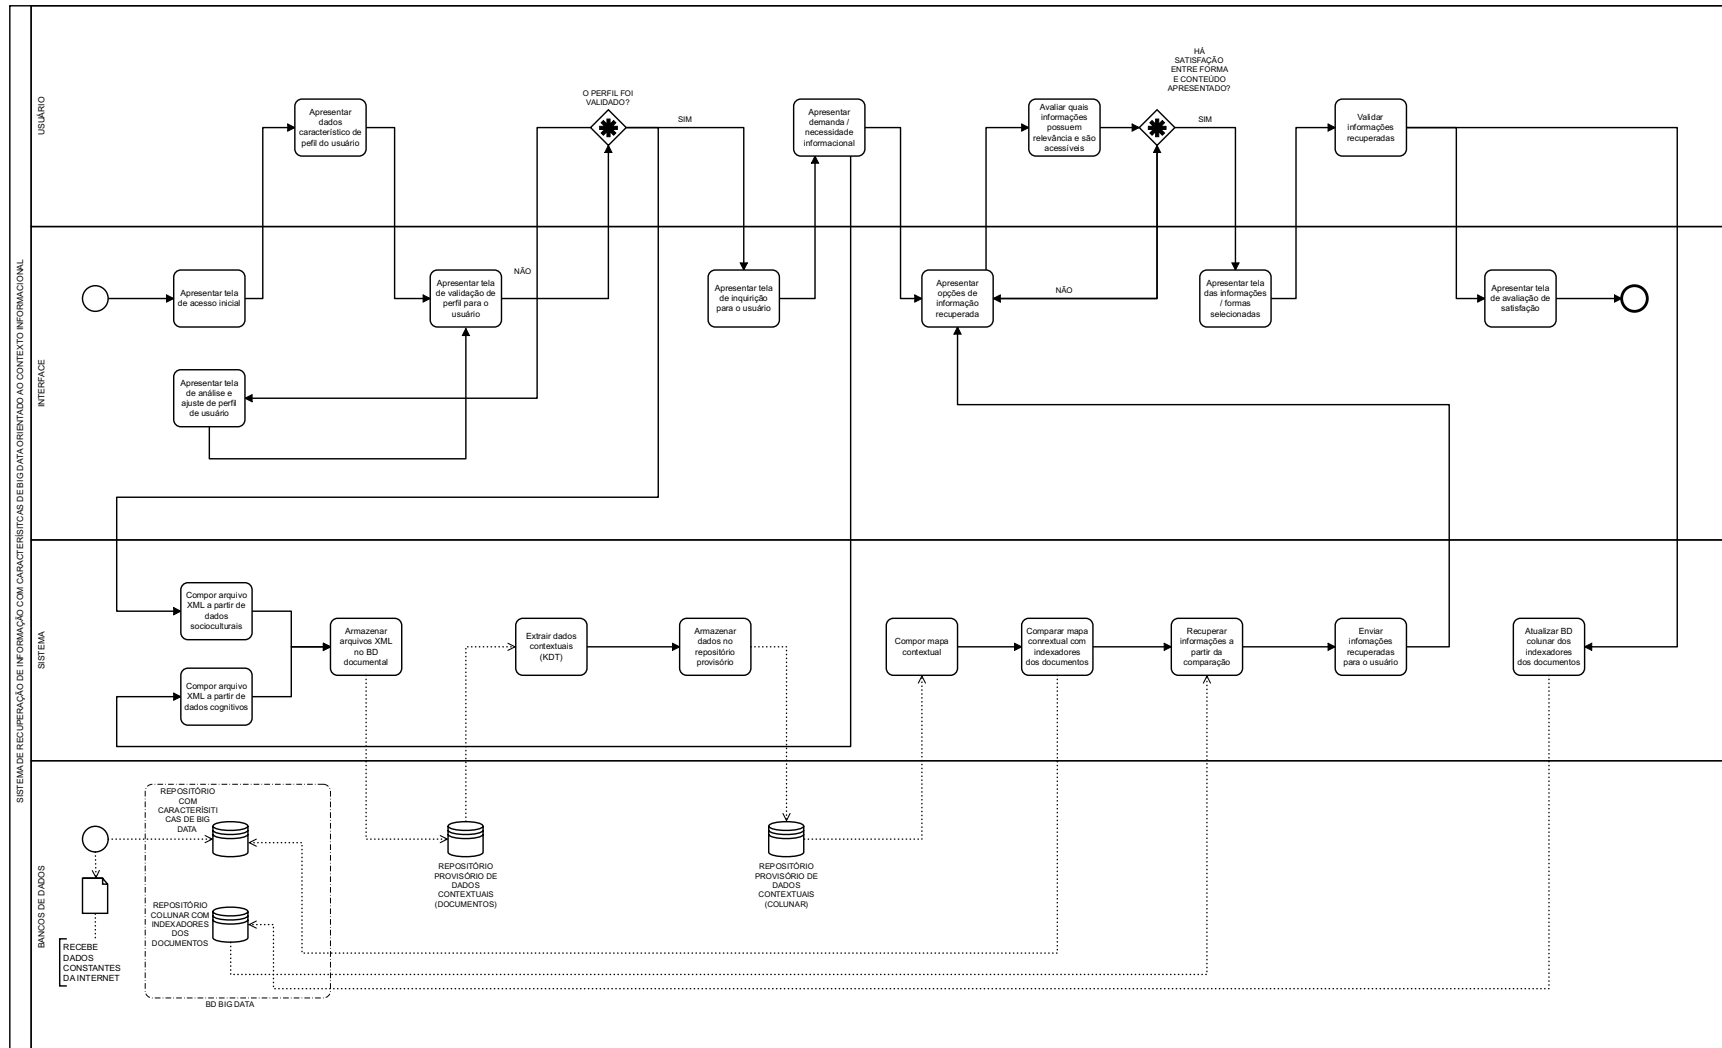 SISTEMA DE RECUPERAÇÃO DE INFORMAÇÃO COM CARACTERÍSITCAS DE BIG DATA ORIENTADO AO CONTEXTO INFORMACIONAL
USUÁRIO
Apresentar
dados
característico de
pefil do usuário
O PERFIL FOI
VALIDADO?
SIM
Apresentar
demanda /
necessidade
informacional
Avaliar quais
informações
possuem
relevância e são
acessíveis
HÁ
SATISFAÇÃO
ENTRE FORMA
E CONTEÚDO
APRESENTADO?
SIM
Validar
informações
recuperadas
INTERFACE
Apresentar tela
de acesso inicial
Apresentar tela
de validação de
perfil para o
usuário
NÃO
Apresentar tela
de inquirição
para o usuário
Apresentar
opções de
informação
recuperada
NÃO
Apresentar tela
das informações
/ formas
selecionadas
Apresentar tela
de avaliação de
satisfação
Apresentar tela
de análise e
ajuste de perfil
de usuário
SISTEMA
Compor arquivo
XML a partir de
dados
socioculturais
Compor arquivo
XML a partir de
dados cognitivos
Armazenar
arquivos XML
no BD
documental
Extrair dados
contextuais
(KDT)
Armazenar
dados no
repositório
provisório
Compor mapa
contextual
Comparar mapa
conrextual com
indexadores
dos documentos
Recuperar
informações a
partir da
comparação
Enviar
infomações
recuperadas
para o usuário
Atualizar BD
colunar dos
indexadores
dos documentos
BANCOS DE DADOS
REPOSITÓRIO
COM
CARACTERÍSITI
CAS DE BIG
DATA
REPOSITÓRIO
COLUNAR COM
INDEXADORES
DOS
DOCUMENTOS
BD BIG DATA
RECEBE
DADOS
CONSTANTES
DA INTERNET
REPOSITÓRIO
PROVISÓRIO DE
DADOS
CONTEXTUAIS
(DOCUMENTOS)
REPOSITÓRIO
PROVISÓRIO DE
DADOS
CONTEXTUAIS
(COLUNAR)